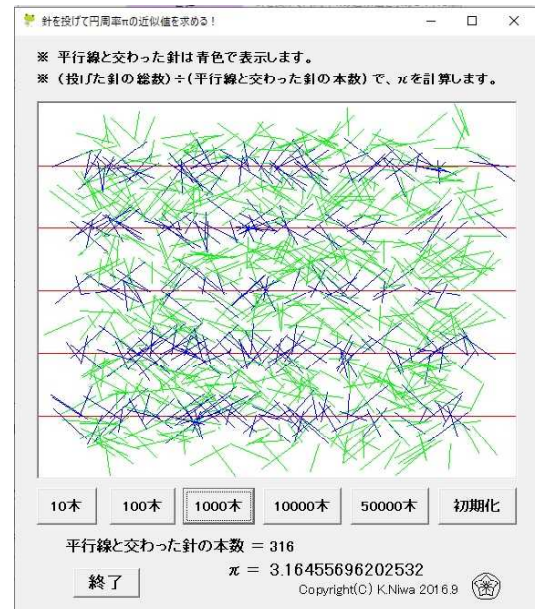 針を投げて円周率πの近似値を求める！
※ 平行線と交わった針は青色で表示します。
※ (投げた針の総数)÷(平行線と交わった針の本数) で、πを計算します。
10本 100本 1000本 10000本 50000本 初期化
平行線と交わった針の本数 = 316
π = 3.16455696202532
終了
Copyright(C) K.Niwa 2016.9